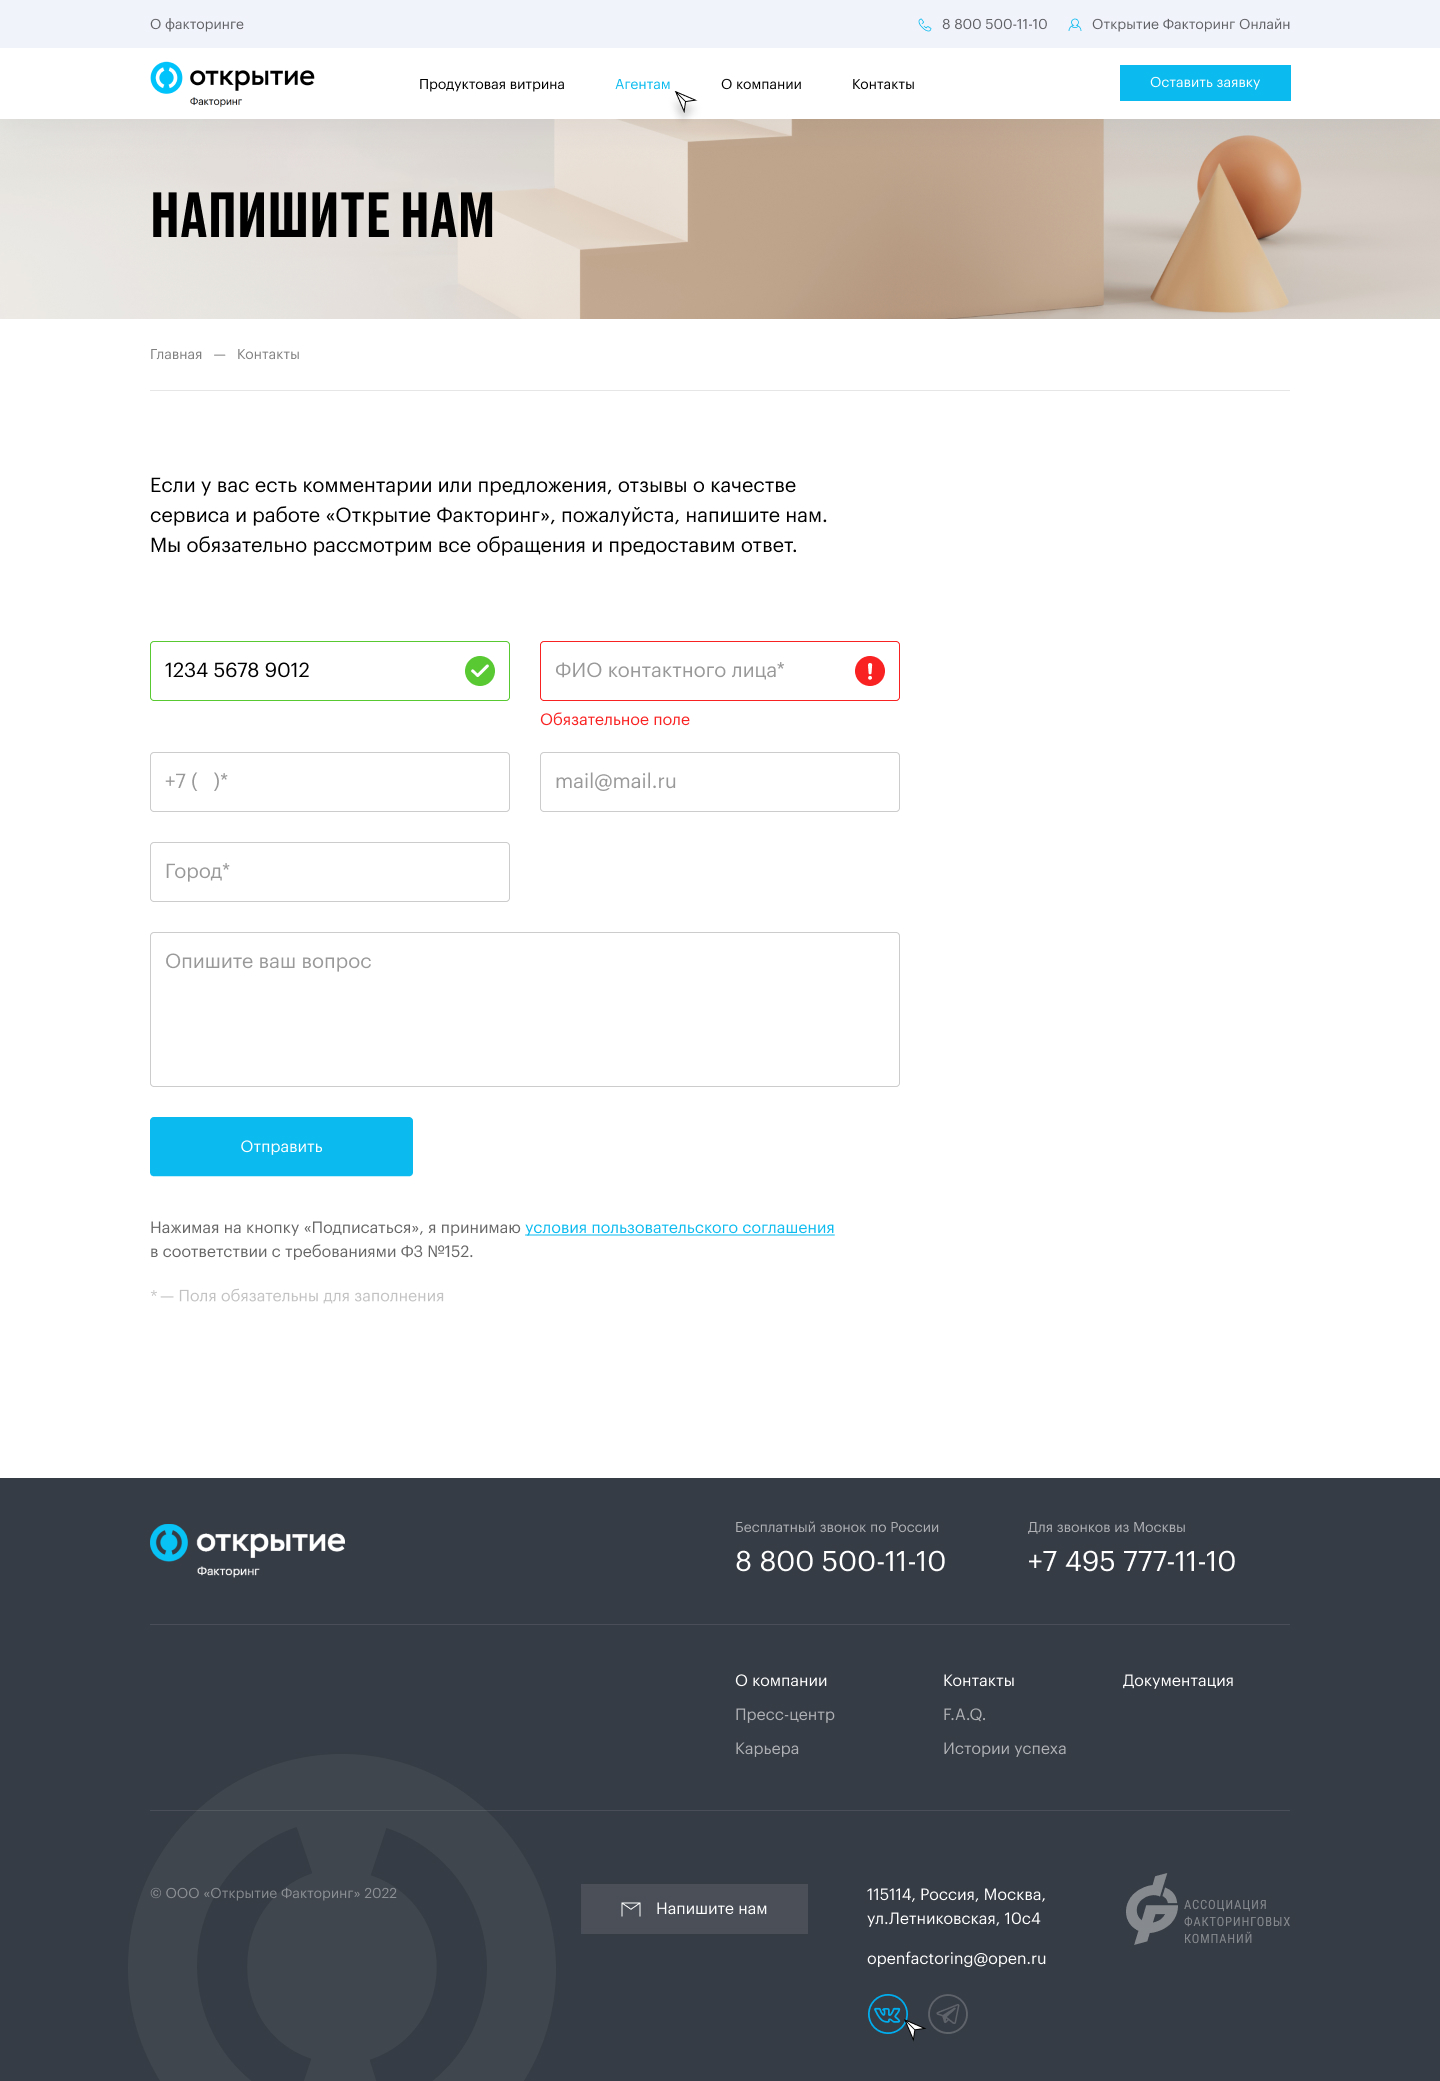 О факторинге
8 800 500-11-10
Открытие Факторинг Онлайн
открытие
Факторинг
Продуктовая витрина
Агентам
О компании
Контакты
Оставить заявку
НАПИШИТЕ НАМ
Главная — Контакты
Если у вас есть комментарии или предложения, отзывы о качестве
сервиса и работе «Открытие Факторинг», пожалуйста, напишите нам.
Мы обязательно рассмотрим все обращения и предоставим ответ.
1234 5678 9012
ФИО контактного лица*
Обязательное поле
+7 (   )*
mail@mail.ru
Город*
Опишите ваш вопрос
Отправить
Нажимая на кнопку «Подписаться», я принимаю условия пользовательского соглашения
в соответствии с требованиями ФЗ №152.
* — Поля обязательны для заполнения
открытие
Факторинг
Бесплатный звонок по России
8 800 500-11-10
Для звонков из Москвы
+7 495 777-11-10
О компании
Пресс-центр
Карьера
Контакты
F.A.Q.
Истории успеха
Документация
© ООО «Открытие Факторинг» 2022
Напишите нам
115114, Россия, Москва,
ул.Летниковская, 10с4
openfactoring@open.ru
АССОЦИАЦИЯ
ФАКТОРИНГОВЫХ
КОМПАНИЙ